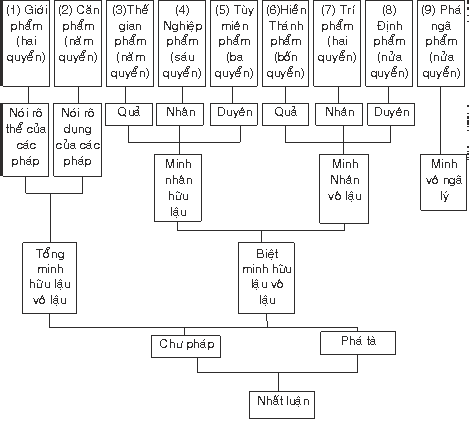 (1) Giới
phẩm
(hai
quyển)
(2) Căn
phẩm
(năm
quyển)
(3)Thế
gian
phẩm
(năm
quyển)
(4)
Nghiệp
phẩm
(sáu
quyển)
(5) Tùy
miên
phẩm
(ba
quyển)
(6)Hiền
Thánh
phẩm
(bốn
quyển)
(7) Trí
phẩm
(hai
quyển)
(8)
Định
phẩm
(nửa
quyển)
(9) Phá
ngã
phẩm
(nửa
quyển)
Nói rõ
thể của
các
pháp
Nói rõ
dụng
của các
pháp
Quả
Nhân
Duyên
Quả
Nhân
Duyên
Minh
nhân
hữu
lậu
Minh
Nhân
vô lậu
Minh
vô ngã
lý
Tổng
minh
hữu lậu
vô lậu
Biệt
minh hữu
lậu vô
lậu
Chư pháp
Phá tà
Nhất luận